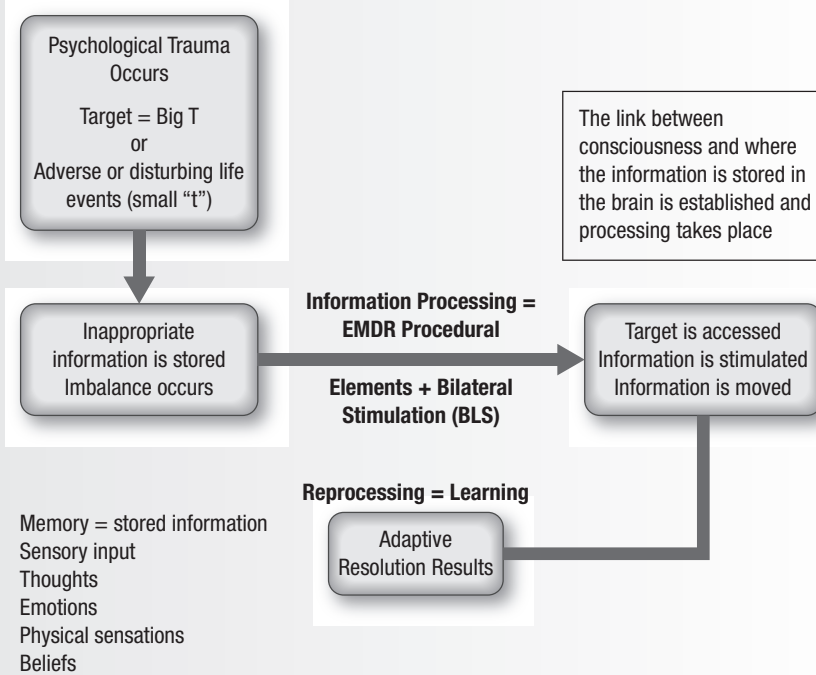 Psychological Trauma
Occurs
Target = Big T
or
Adverse or disturbing life
events (small “t”)
The link between
consciousness and where
the information is stored in
the brain is established and
processing takes place
Inappropriate
information is stored
Imbalance occurs
Information Processing =
EMDR Procedural
Elements + Bilateral
Stimulation (BLS)
Target is accessed
Information is stimulated
Information is moved
Reprocessing = Learning
Adaptive
Resolution Results
Memory = stored information
Sensory input
Thoughts
Emotions
Physical sensations
Beliefs